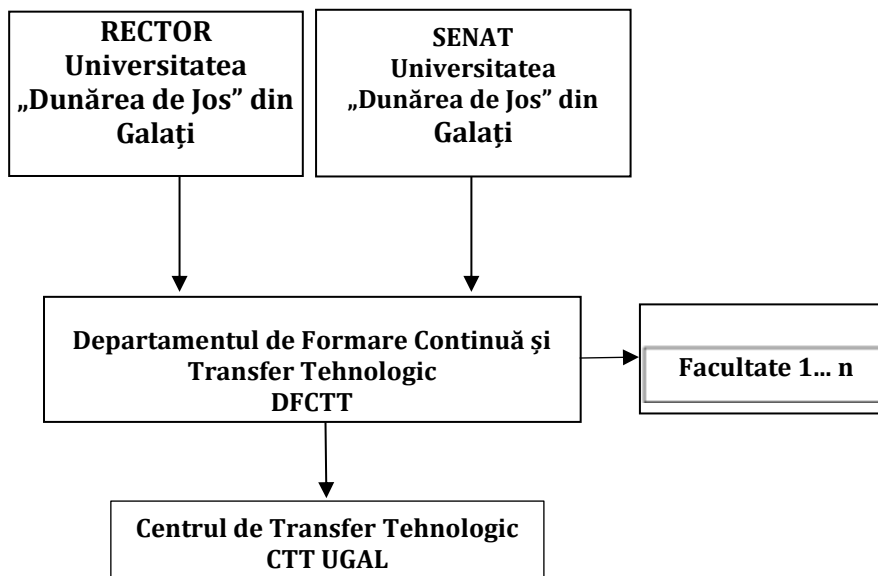 RECTOR
Universitatea
„Dunărea de Jos” din
Galați
SENAT
Universitatea
„Dunărea de Jos” din
Galați
Departamentul de Formare Continuă și
Transfer Tehnologic
DFCTT
Facultate 1... n
Centrul de Transfer Tehnologic
CTT UGAL